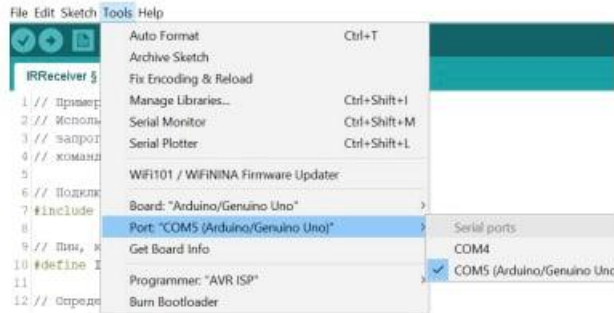 File Edit Sketch Tools Help
Auto Format Ctrl+T
Archive Sketch
Fix Encoding & Reload
Manage Libraries... Ctrl+Shift+I
Serial Monitor Ctrl+Shift+M
Serial Plotter Ctrl+Shift+L
WiFi101 / WiFiNINA Firmware Updater
Board: "Arduino/Genuino Uno"
Port: "COM5 (Arduino/Genuino Uno)"
Get Board Info
Programmer: "AVR ISP"
Burn Bootloader
Serial ports
COM4
COM5 (Arduino/Genuino Uno
IRReceiver §
1 // Пример
2 // Исполь
3 // запрог
4 // команд
5
6 // Подклю
7 #include
8
9 // Пин, к
10 #define I
11
12 // Опреде